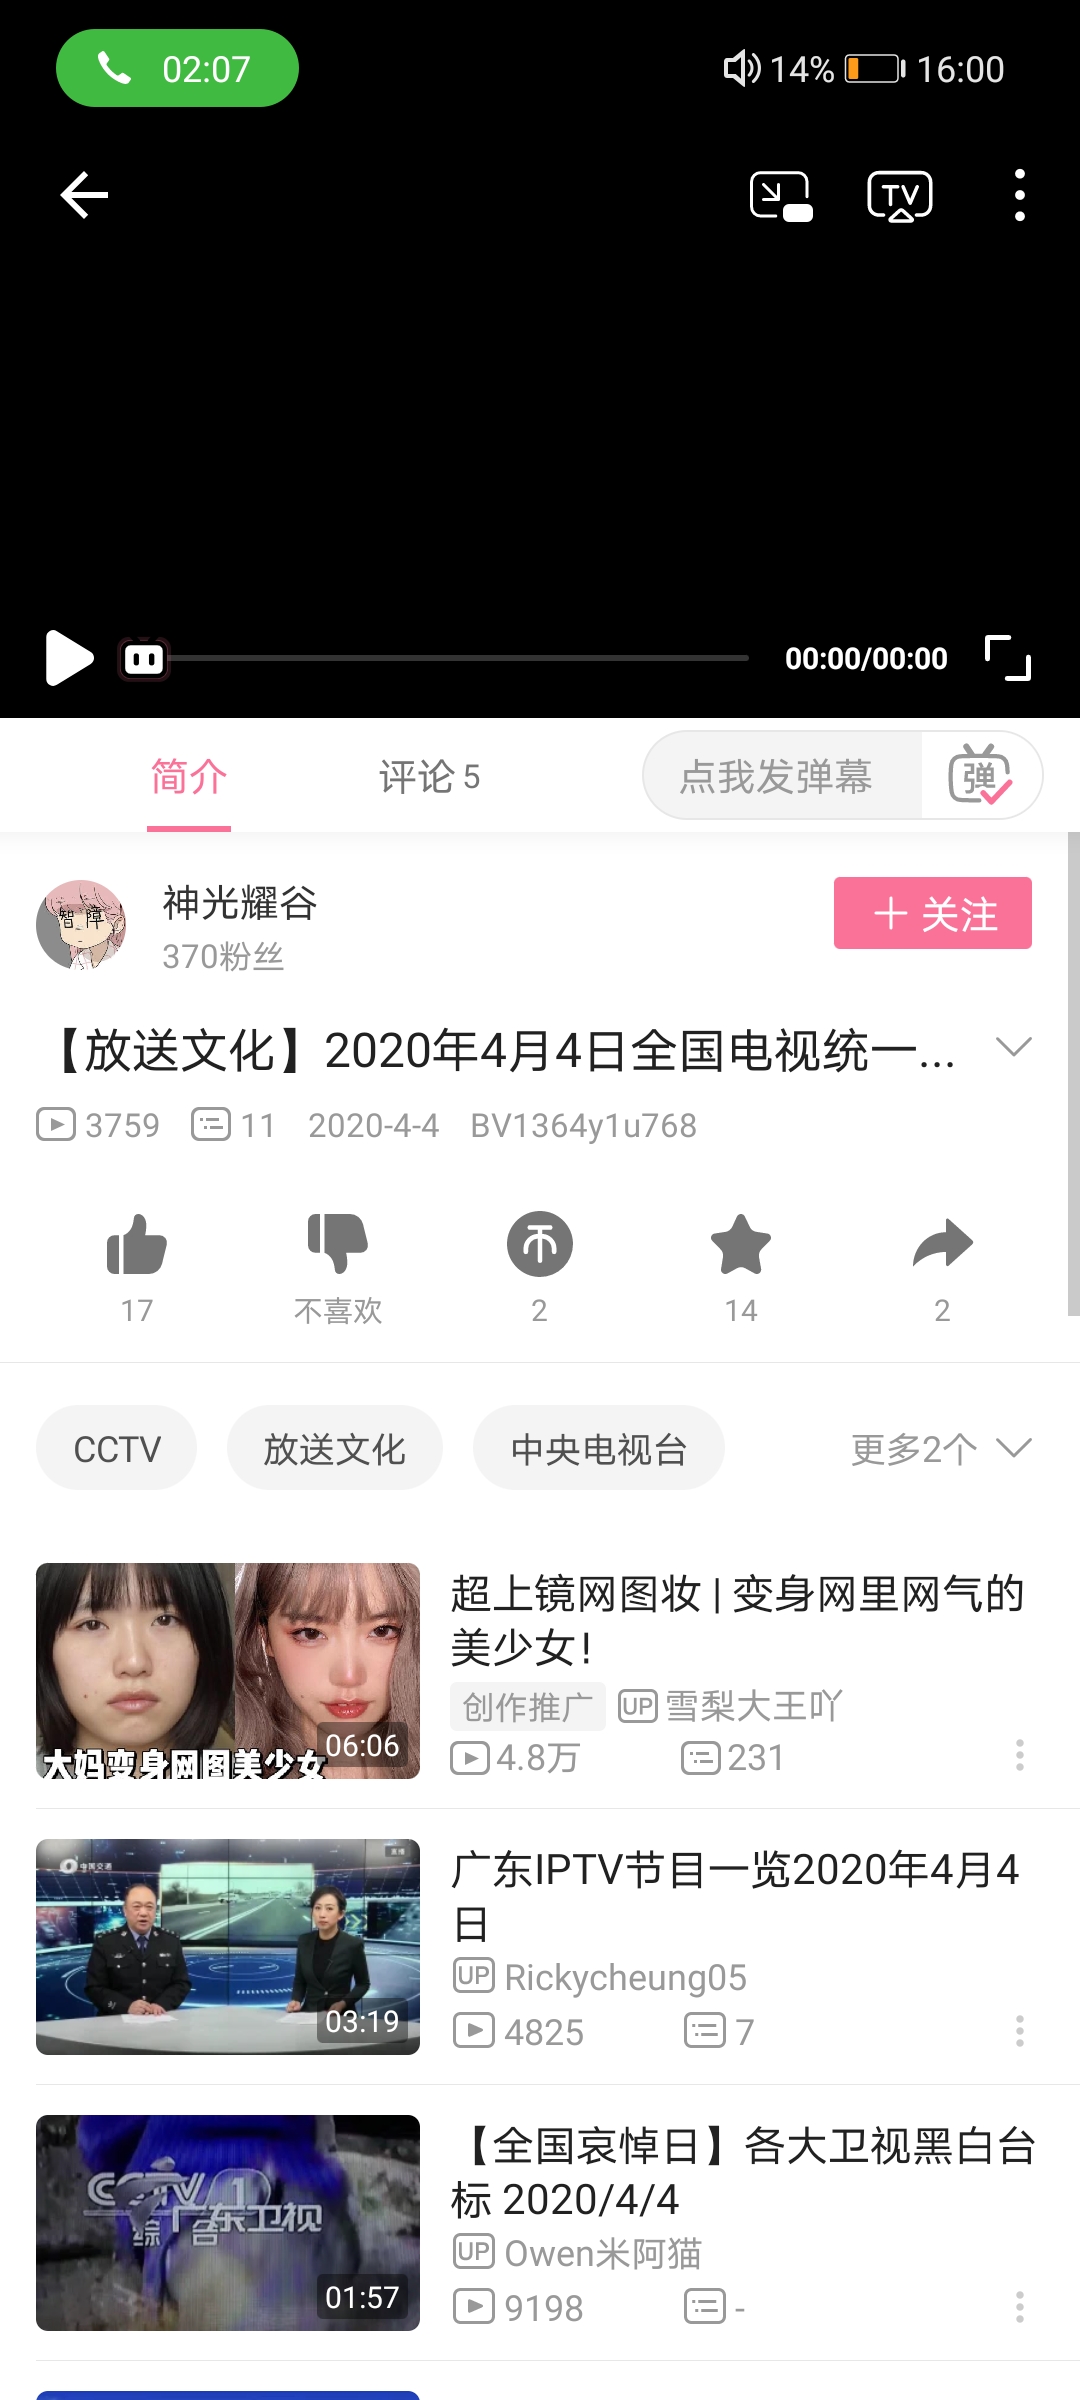 02:07
14%
16:00
TV
00:00/00:00
简介
评论 5
点我发弹幕
弹
智障
神光耀谷
370粉丝
关注
【放送文化】2020年4月4日全国电视统一...
3759
11
2020-4-4
BV1364y1u768
17
不喜欢
2
14
2
CCTV
放送文化
中央电视台
更多2个
大妈变身网图美少女
06:06
超上镜网图妆 | 变身网里网气的
美少女!
创作推广
UP 雪梨大王吖
4.8万
231
中国交通
直播
03:19
广东IPTV节目一览2020年4月4
日
UP Rickycheung05
4825
7
CCTV 1
综 合
广东卫视
01:57
【全国哀悼日】各大卫视黑白台
标 2020/4/4
UP Owen米阿猫
9198
-